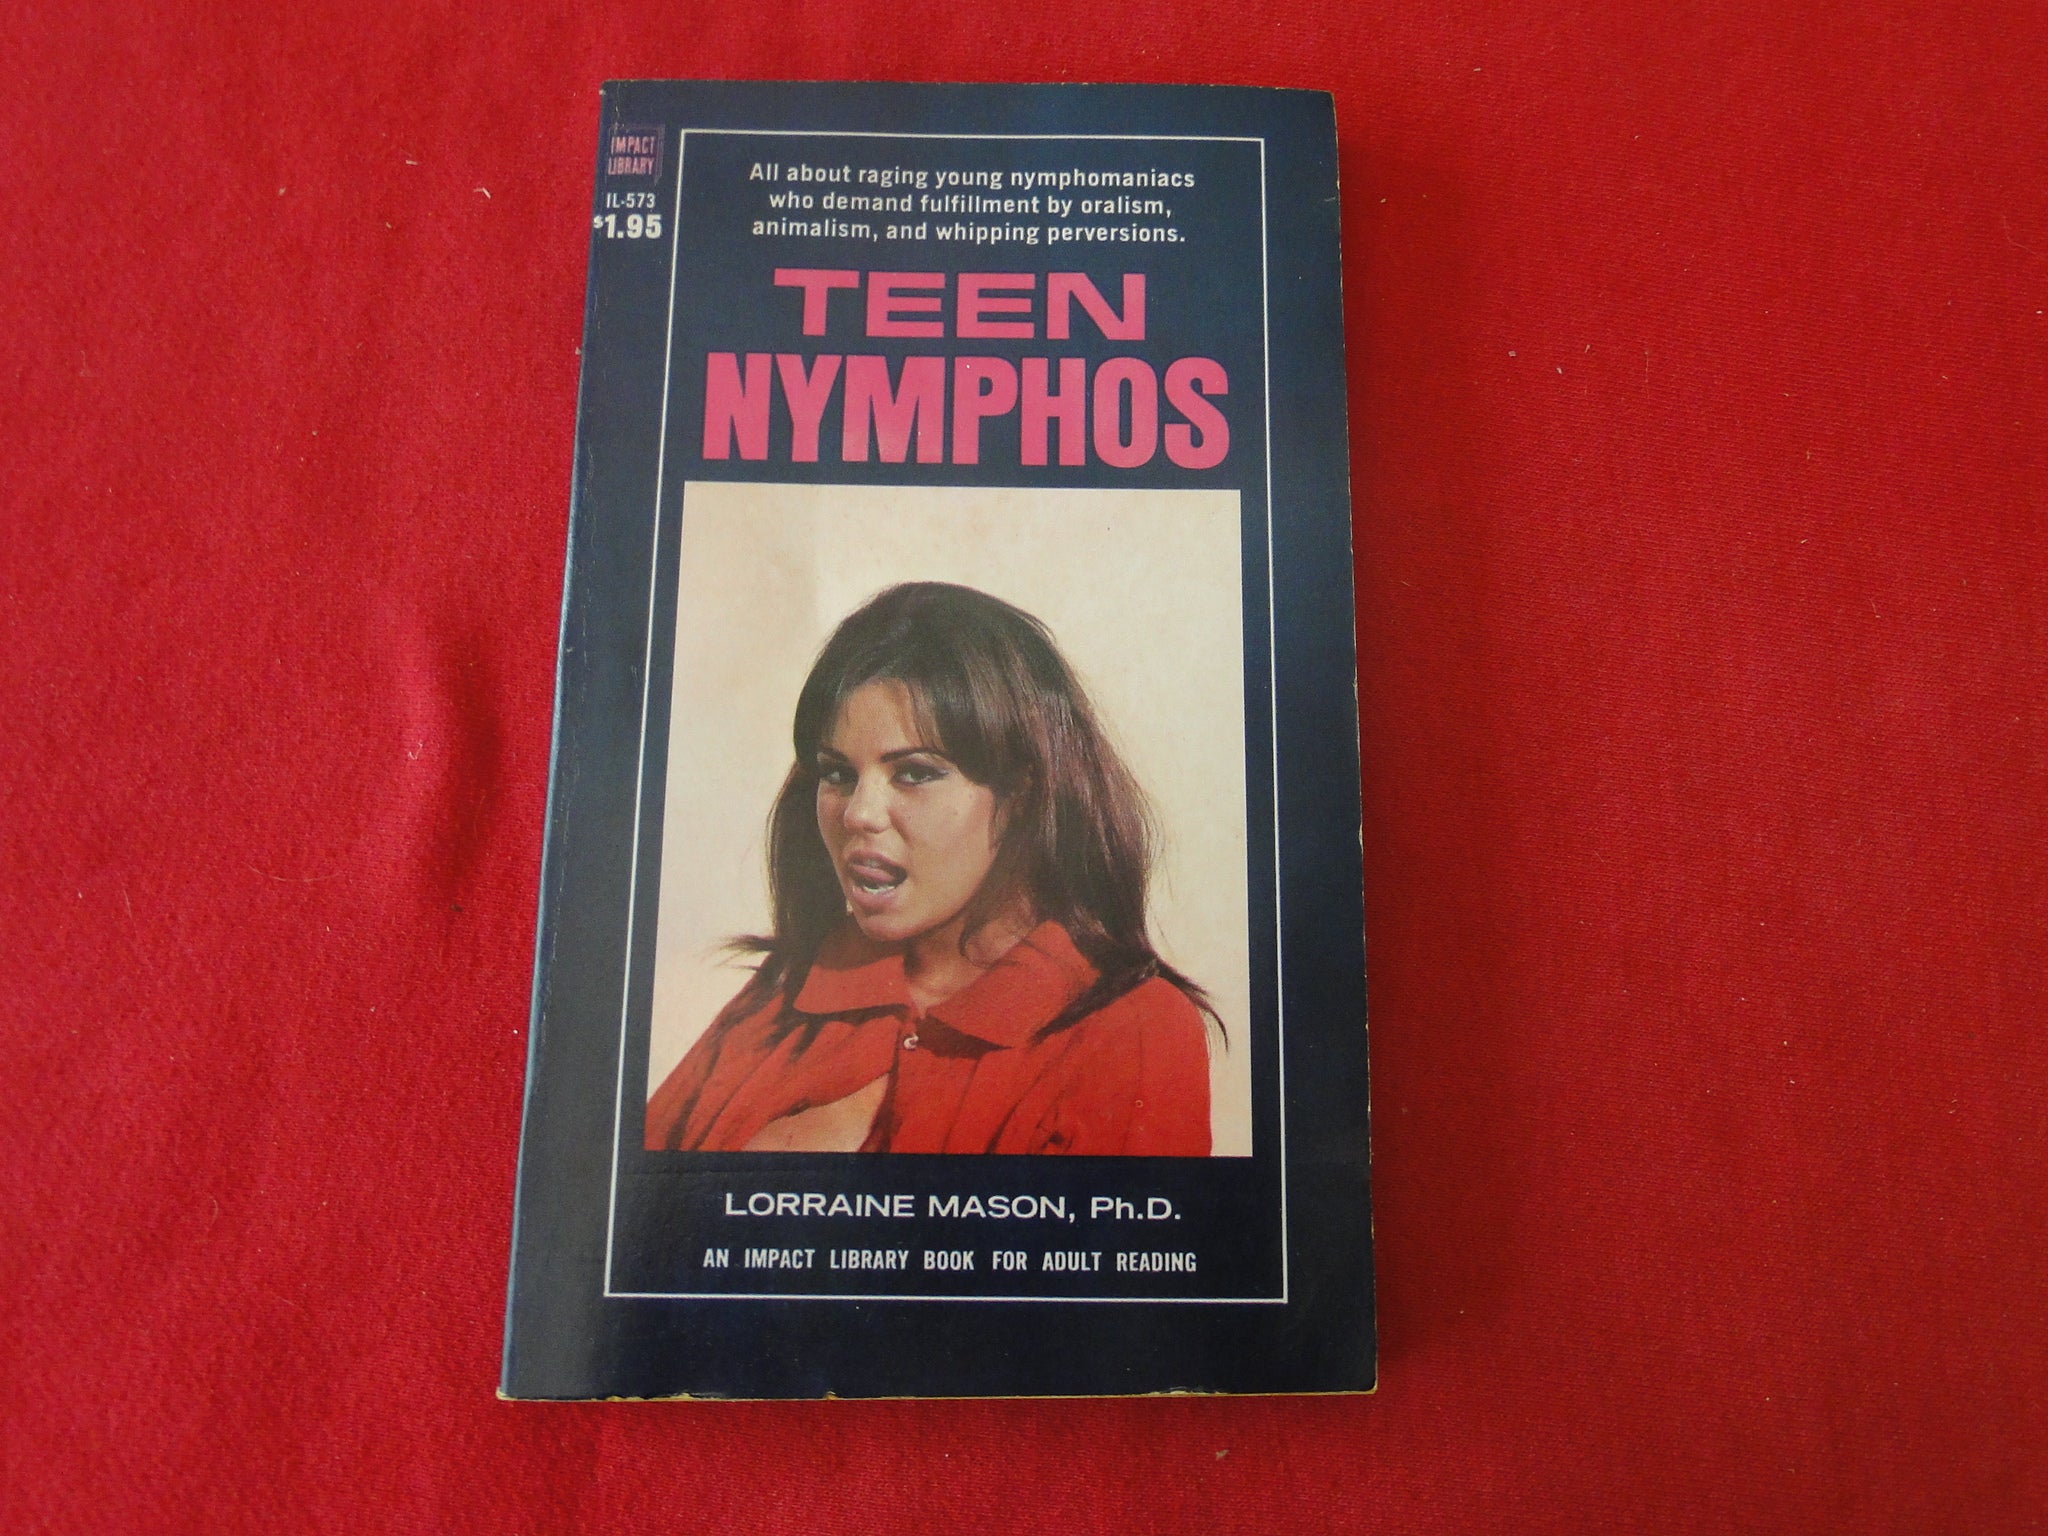 IMPACT
LIBRARY
IL-573
$1.95
All about raging young nymphomaniacs
who demand fulfillment by oralism,
animalism, and whipping perversions.
TEEN
NYMPHOS
LORRAINE MASON, Ph.D.
AN IMPACT LIBRARY BOOK FOR ADULT READING